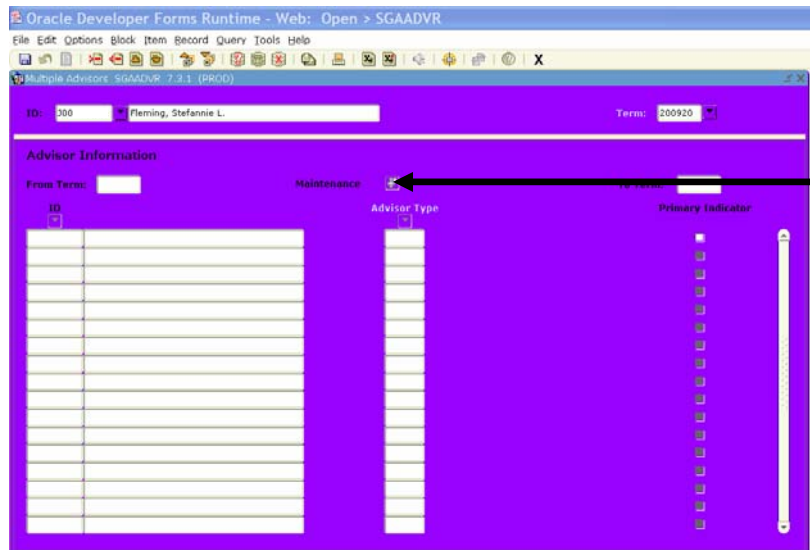 Oracle Developer Forms Runtime - Web: Open > SGAADVR
File Edit Options Block Item Record Query Tools Help
X
Multiple Advisors SGAADVR 7.3.1 (PROD)
ID: J00 Fleming, Stefannie L. Term: 200920
Advisor Information
From Term: Maintenance To Term:
ID Advisor Type Primary Indicator